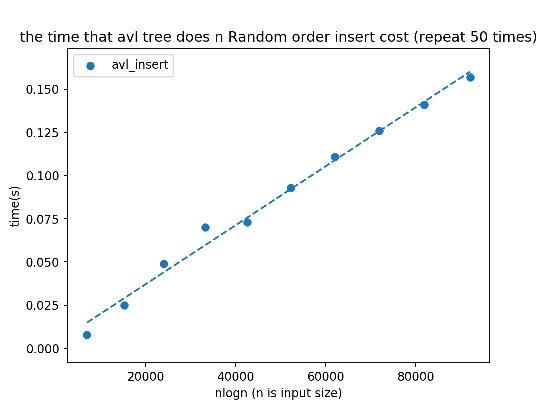 the time that avl tree does n Random order insert cost (repeat 50 times)
avl_insert
0.150
0.125
0.100
0.075
0.050
0.025
0.000
time(s)
20000 40000 60000 80000
nlogn (n is input size)